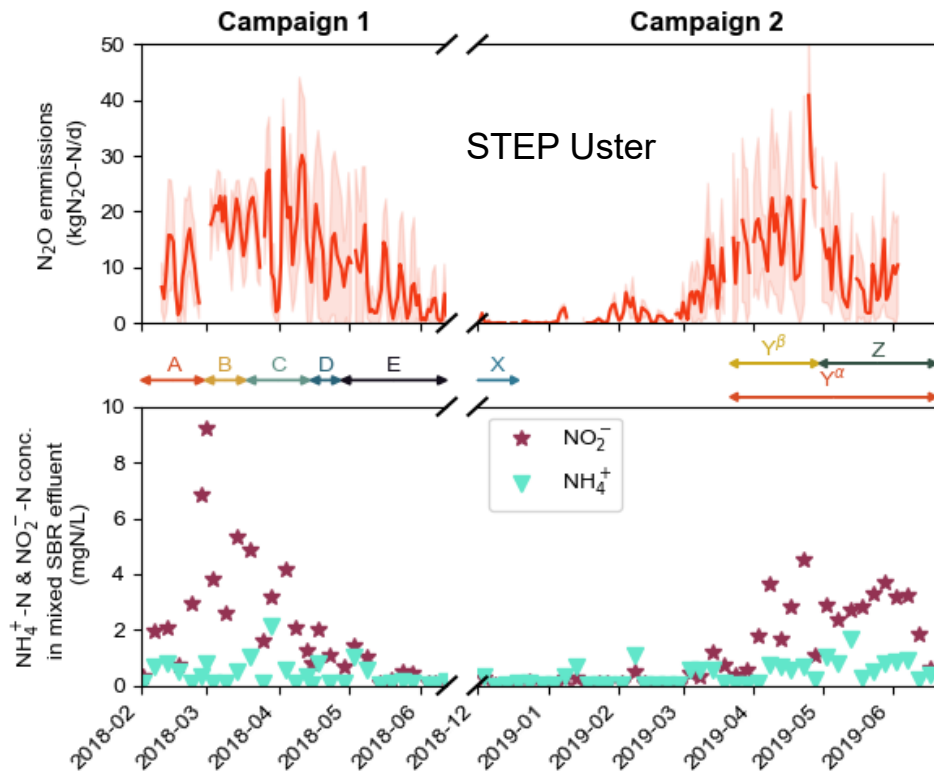 Campaign 1
Campaign 2
50
40
30
20
10
0
N₂O emmissions
(kgN₂O-N/d)
STEP Uster
A
B
C
D
E
X
Y^β
Z
Y^α
10
8
6
4
2
0
NH₄⁺-N & NO₂⁻-N conc.
in mixed SBR effluent
(mgN/L)
NO₂⁻
NH₄⁺
2018-02
2018-03
2018-04
2018-05
2018-06
2018-12
2019-01
2019-02
2019-03
2019-04
2019-05
2019-06